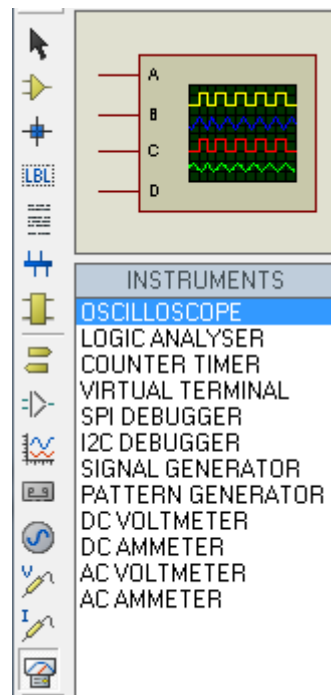 A
B
C
D
LBL
INSTRUMENTS
OSCILLOSCOPE
LOGIC ANALYSER
COUNTER TIMER
VIRTUAL TERMINAL
SPI DEBUGGER
I2C DEBUGGER
SIGNAL GENERATOR
PATTERN GENERATOR
DC VOLTMETER
DC AMMETER
AC VOLTMETER
AC AMMETER
V
I